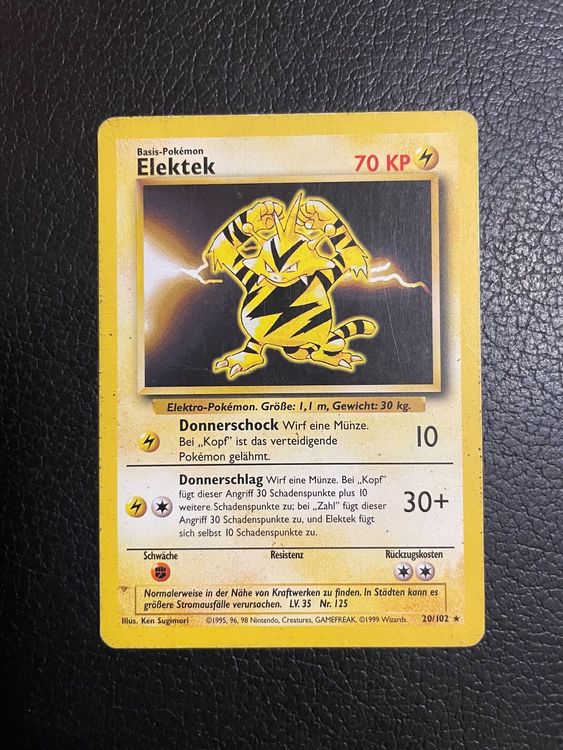 Basis-Pokémon
Elektek
70 KP
Elektro-Pokémon. Größe: 1,1 m, Gewicht: 30 kg.
Donnerschock Wirf eine Münze.
Bei „Kopf" ist das verteidigende
Pokémon gelähmt.
10
Donnerschlag Wirf eine Münze. Bei „Kopf"
fügt dieser Angriff 30 Schadenspunkte plus 10
weitere Schadenspunkte zu; bei „Zahl" fügt dieser
Angriff 30 Schadenspunkte zu, und Elektek fügt
sich selbst 10 Schadenspunkte zu.
30+
Schwäche Resistenz Rückzugskosten
Normalerweise in der Nähe von Kraftwerken zu finden. In Städten kann es
größere Stromausfälle verursachen. LV. 35 Nr. 125
Illus. Ken Sugimori ©1995, 96, 98 Nintendo, Creatures, GAMEFREAK. ©1999 Wizards. 20/102 ★